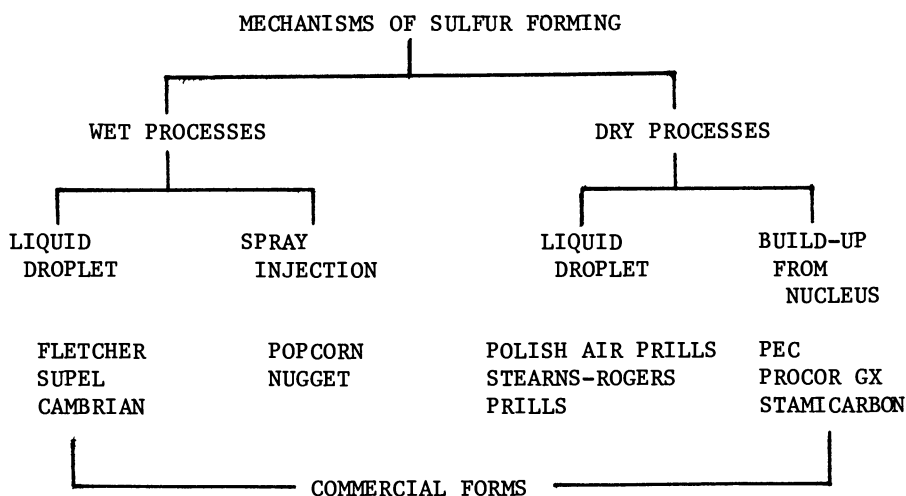 MECHANISMS OF SULFUR FORMING
WET PROCESSES
DRY PROCESSES
LIQUID
DROPLET
SPRAY
INJECTION
LIQUID
DROPLET
BUILD-UP
FROM
NUCLEUS
FLETCHER
SUPEL
CAMBRIAN
POPCORN
NUGGET
POLISH AIR PRILLS
STEARNS-ROGERS
PRILLS
PEC
PROCOR GX
STAMICARBON
COMMERCIAL FORMS